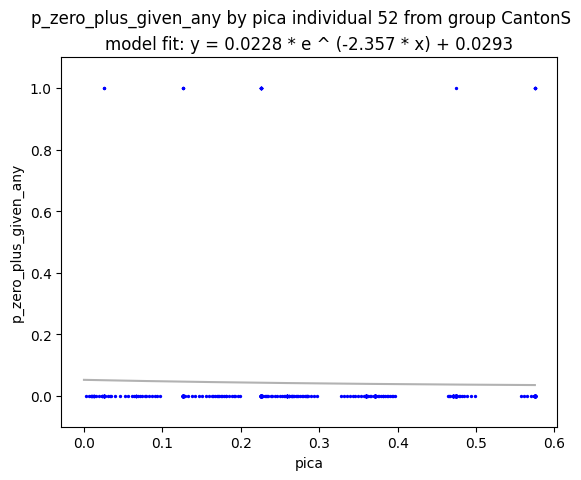 p_zero_plus_given_any by pica individual 52 from group CantonS
model fit: y = 0.0228 * e ^ (-2.357 * x) + 0.0293
p_zero_plus_given_any
1.0
0.8
0.6
0.4
0.2
0.0
0.0 0.1 0.2 0.3 0.4 0.5 0.6
pica